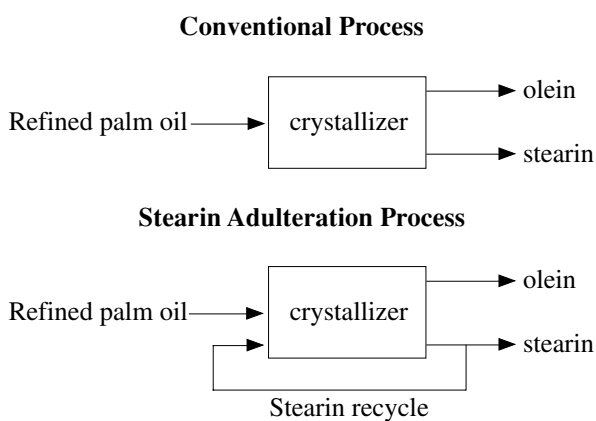 Conventional Process
Refined palm oil
crystallizer
olein
stearin
Stearin Adulteration Process
Refined palm oil
crystallizer
olein
stearin
Stearin recycle